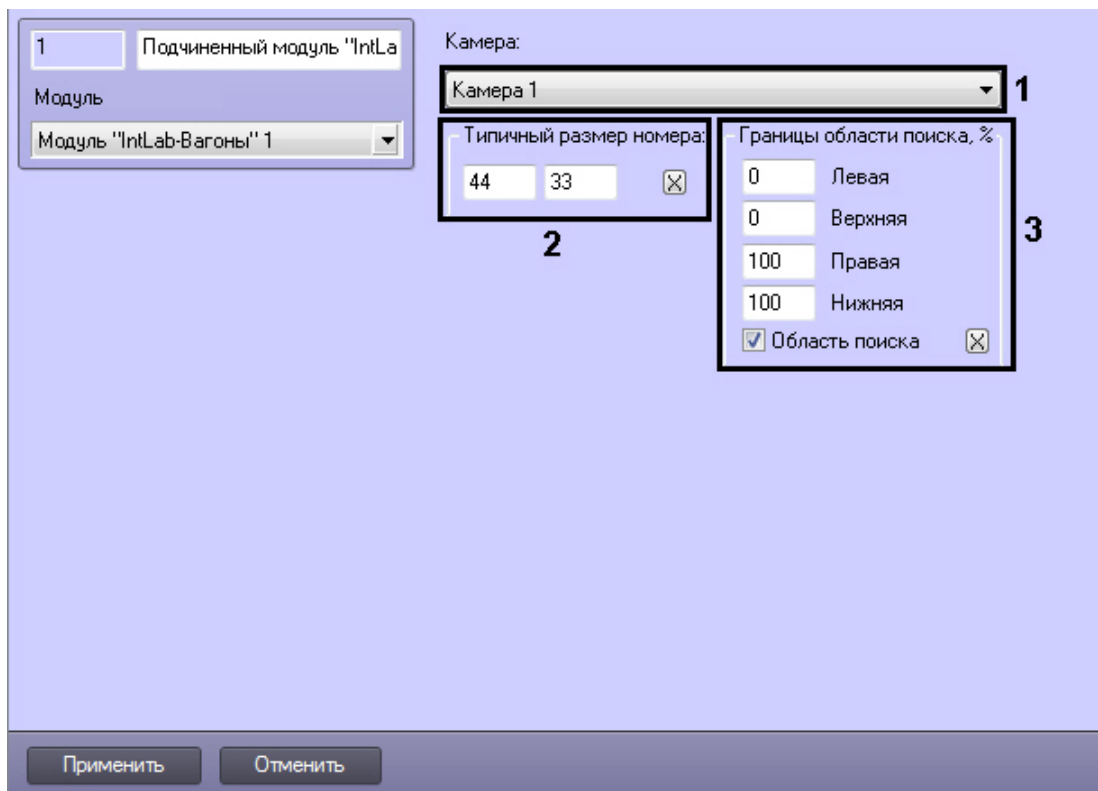 1
Подчиненный модуль "IntLa
Модуль
Модуль "IntLab-Вагоны" 1
Камера:
Камера 1
1
Типичный размер номера:
44 33
2
Границы области поиска, %
0 Левая
0 Верхняя
100 Правая
100 Нижняя
Область поиска
3
Применить
Отменить